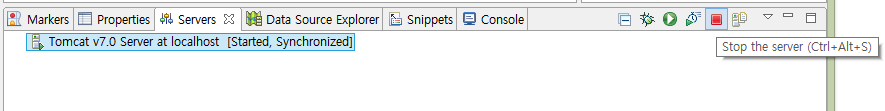 Markers Properties Servers Data Source Explorer Snippets Console
Tomcat v7.0 Server at localhost [Started, Synchronized]
Stop the server (Ctrl+Alt+S)